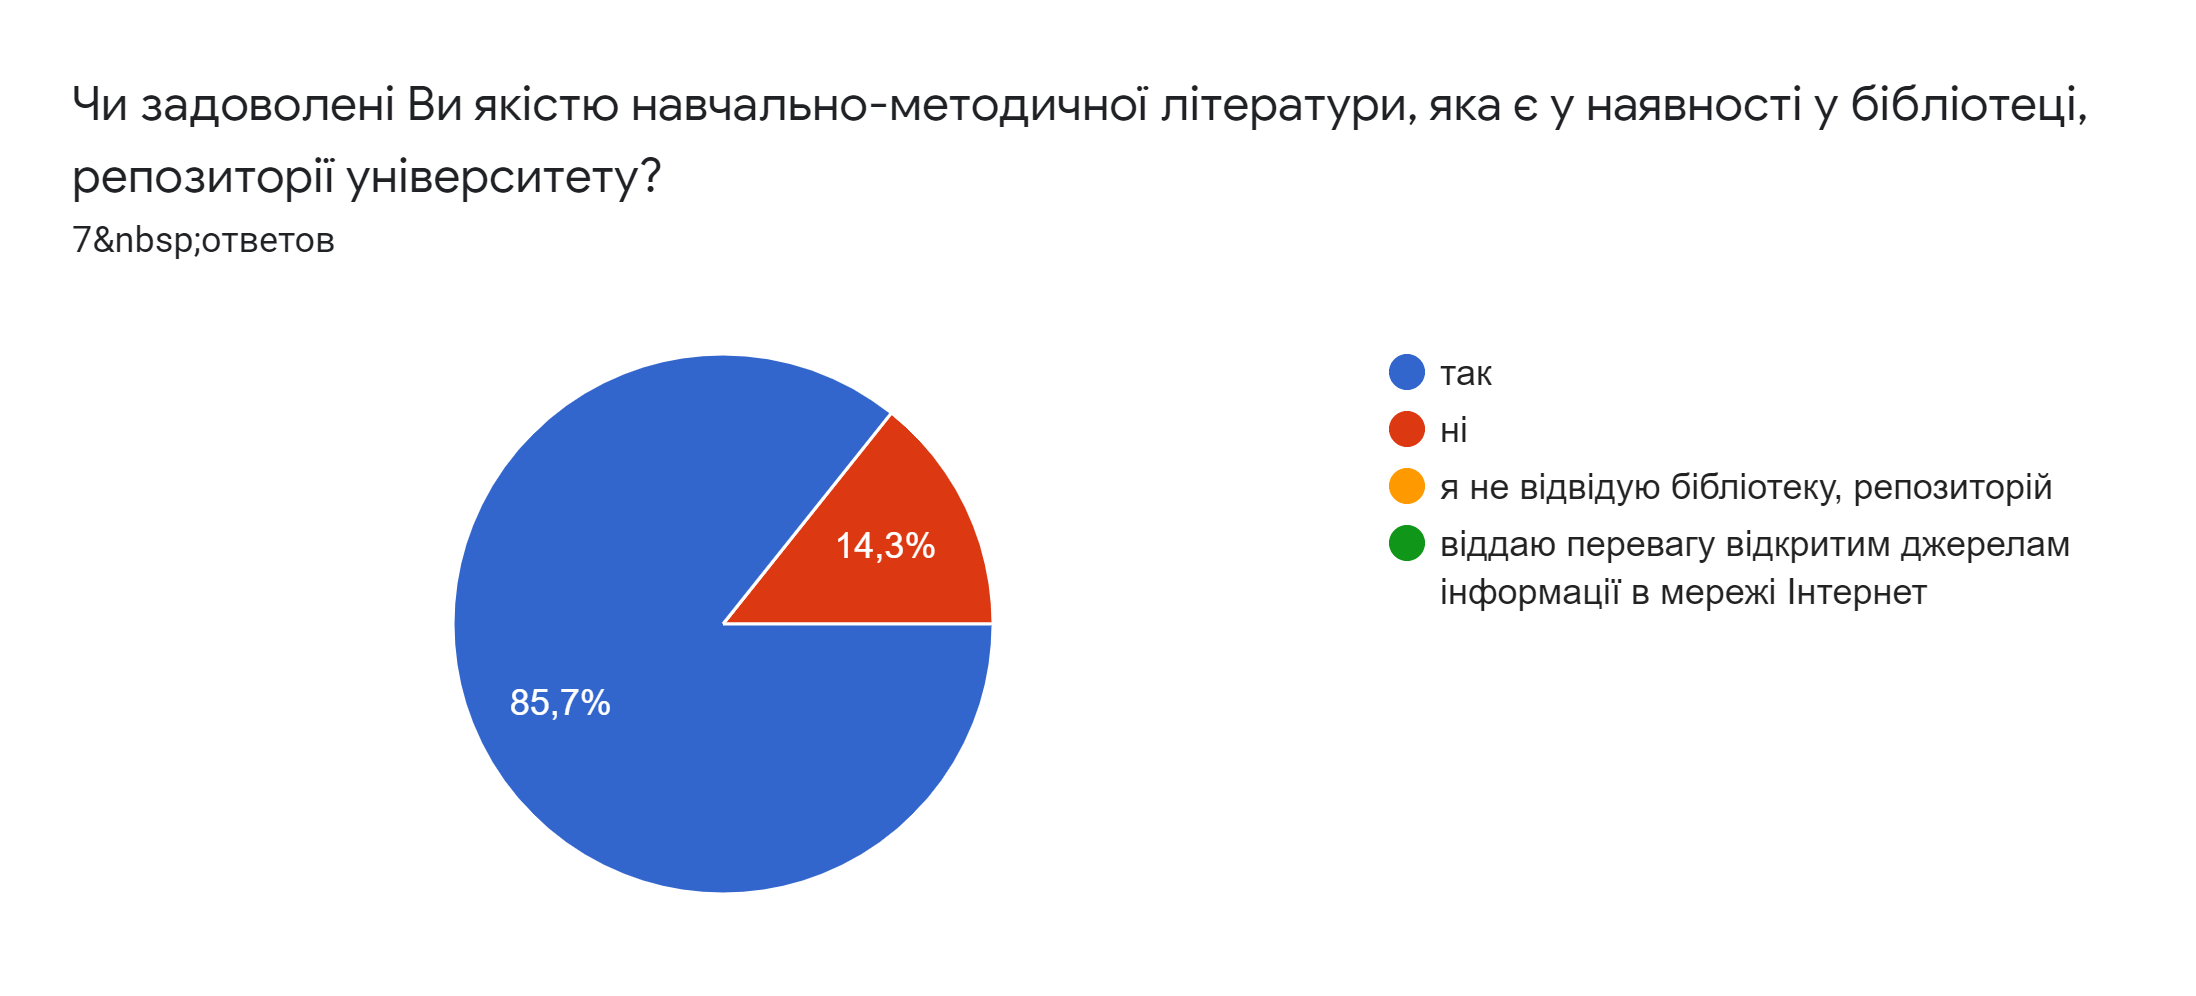 Чи задоволені Ви якістю навчально-методичної літератури, яка є у наявності у бібліотеці,
репозиторії університету?
7&nbsp;ответов
так
ні
я не відвідую бібліотеку, репозиторій
віддаю перевагу відкритим джерелам
інформації в мережі Інтернет
14,3%
85,7%